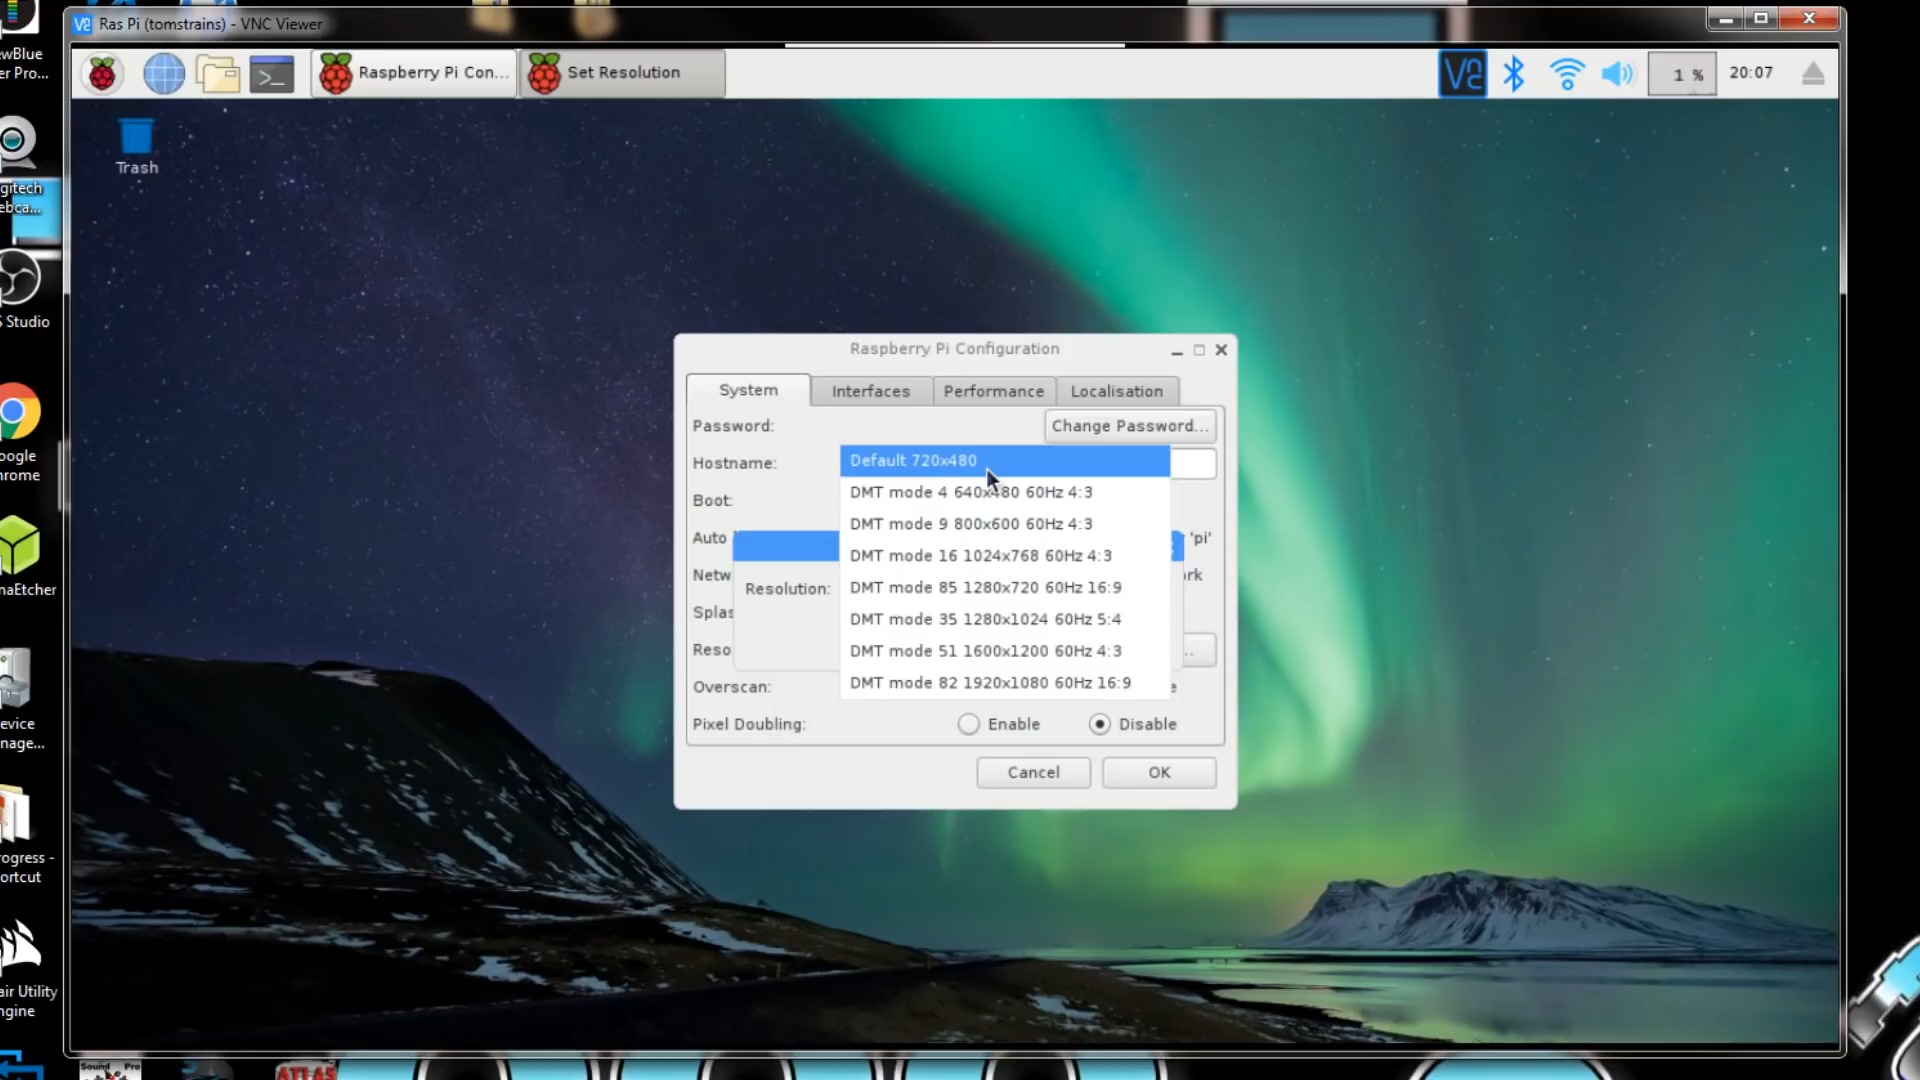 Ras Pi (tomstrains) - VNC Viewer
Raspberry Pi Con...
Set Resolution
1 %
20:07
Trash
ewBlue
er Pro...
gitech
ebca...
S Studio
oogle
hrome
naEtcher
evice
nage...
rogress -
ortcut
air Utility
ngine
Raspberry Pi Configuration
System
Interfaces
Performance
Localisation
Password:
Change Password...
Hostname:
Boot:
Auto
'pi'
Netw
rk
Splas
Reso
..
Overscan:
Pixel Doubling:
Enable
Disable
Resolution:
Default 720x480
DMT mode 4 640x480 60Hz 4:3
DMT mode 9 800x600 60Hz 4:3
DMT mode 16 1024x768 60Hz 4:3
DMT mode 85 1280x720 60Hz 16:9
DMT mode 35 1280x1024 60Hz 5:4
DMT mode 51 1600x1200 60Hz 4:3
DMT mode 82 1920x1080 60Hz 16:9
Cancel
OK
Sound Pro
ATLAS